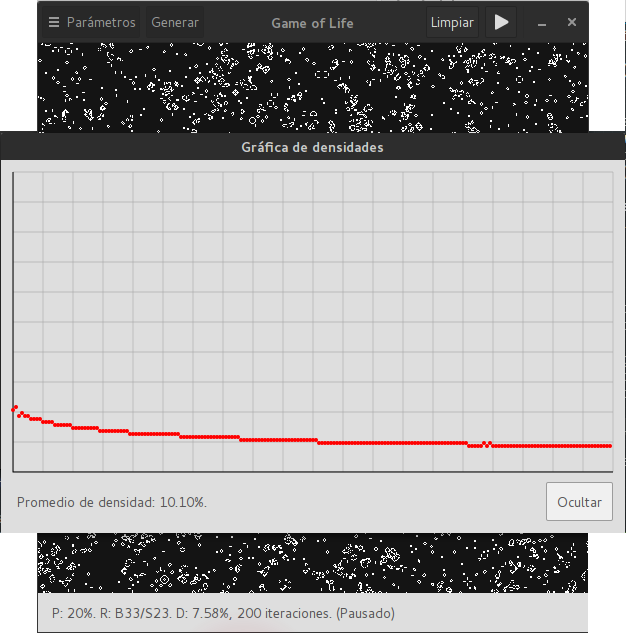 Parámetros Generar Game of Life Limpiar
Gráfica de densidades
Promedio de densidad: 10.10%. Ocultar
P: 20%. R: B33/S23. D: 7.58%, 200 iteraciones. (Pausado)